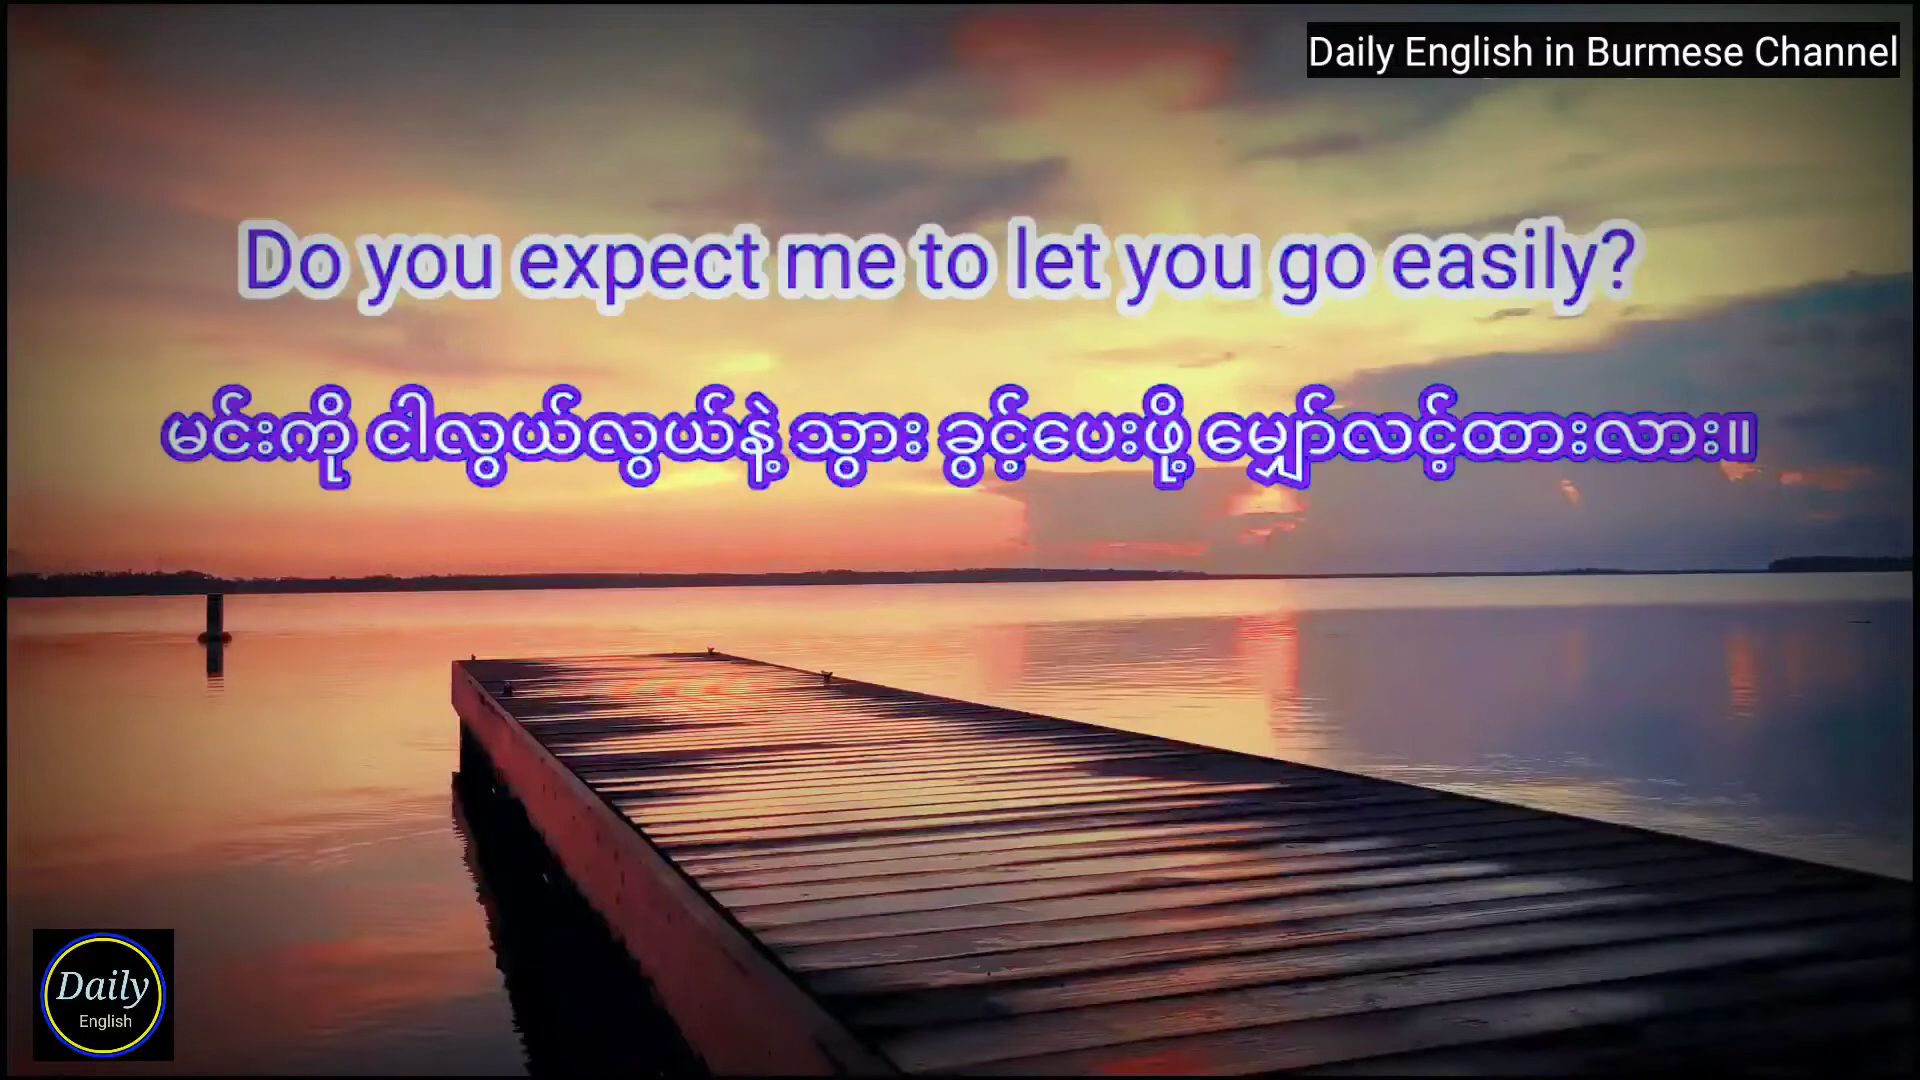 Daily English in Burmese Channel
Do you expect me to let you go easily?
မင်းကို ငါလွယ်လွယ်နဲ့ သွား ခွင့်ပေးဖို့ မျှော်လင့်ထားလား။
Daily
English